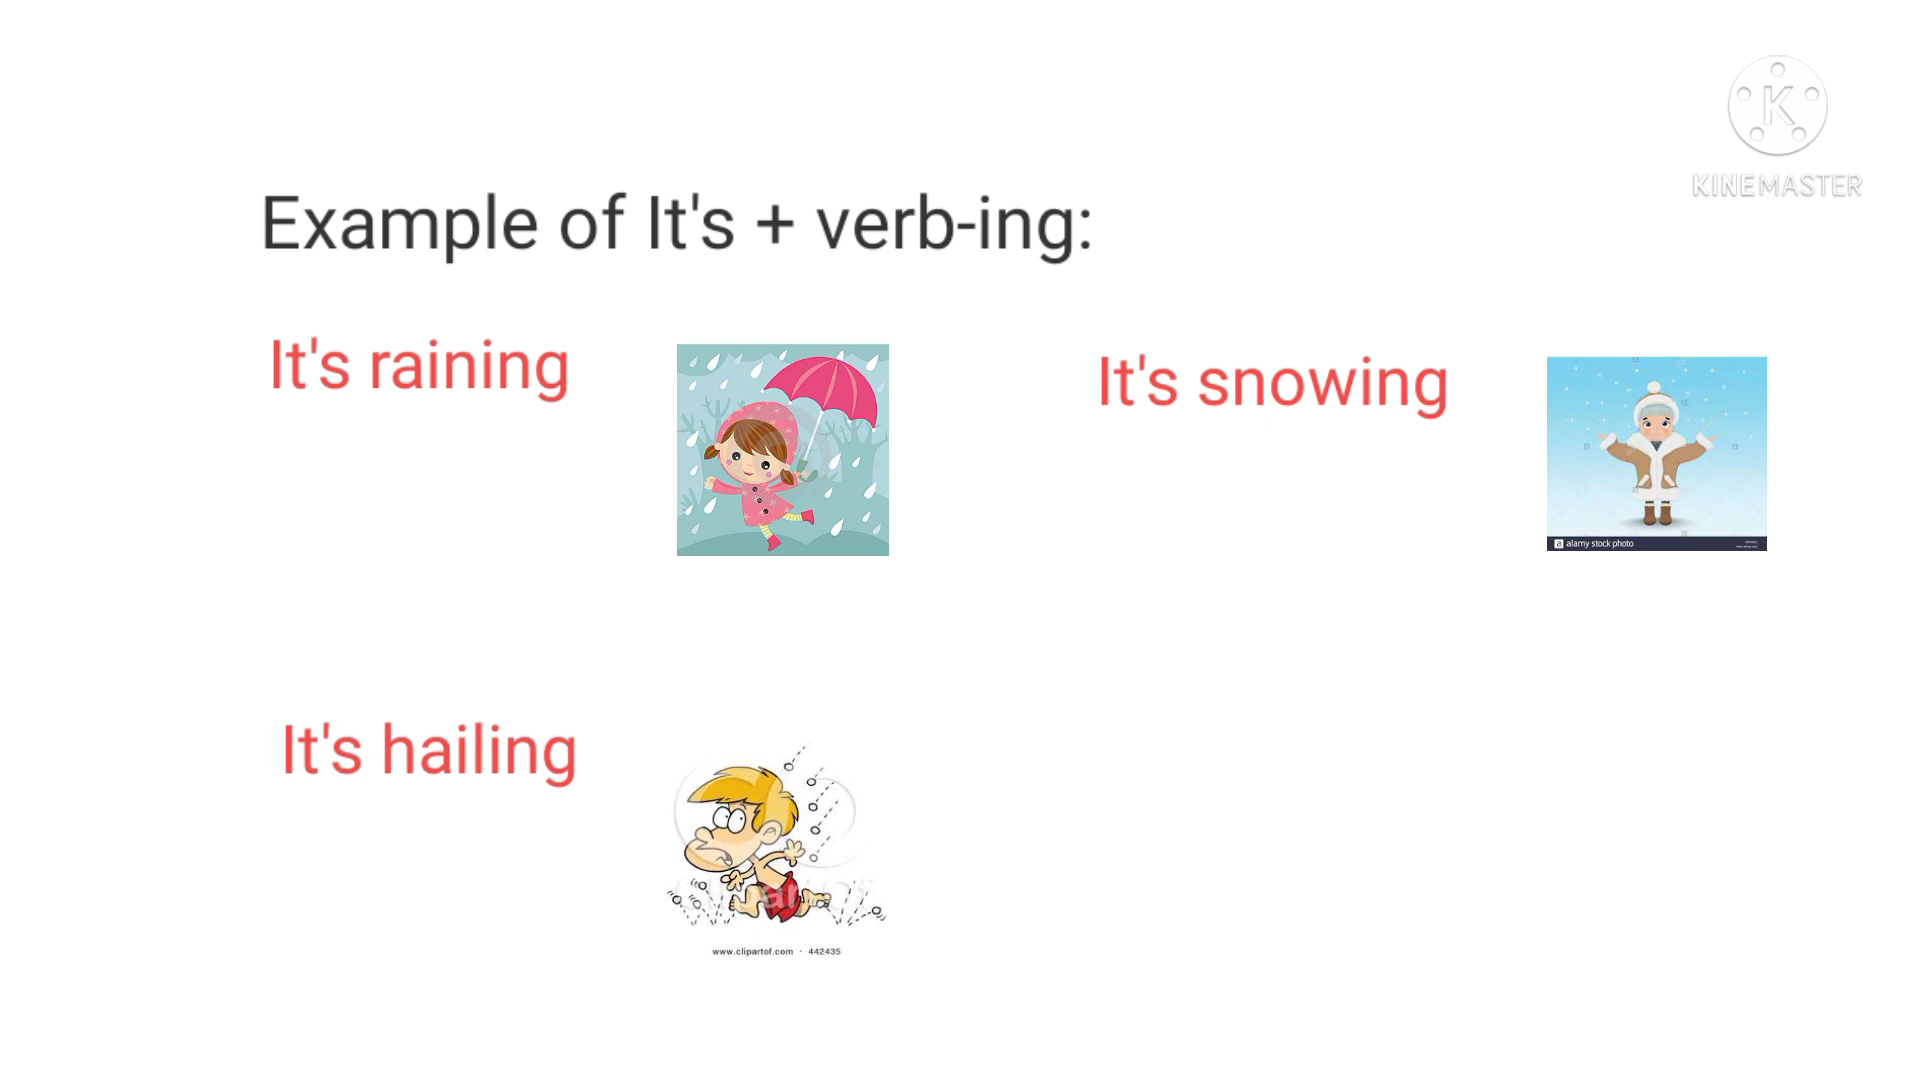 K
KINEMASTER
Example of It's + verb-ing:
It's raining
It's snowing
a alamy stock photo
It's hailing
www.clipartof.com · 442435